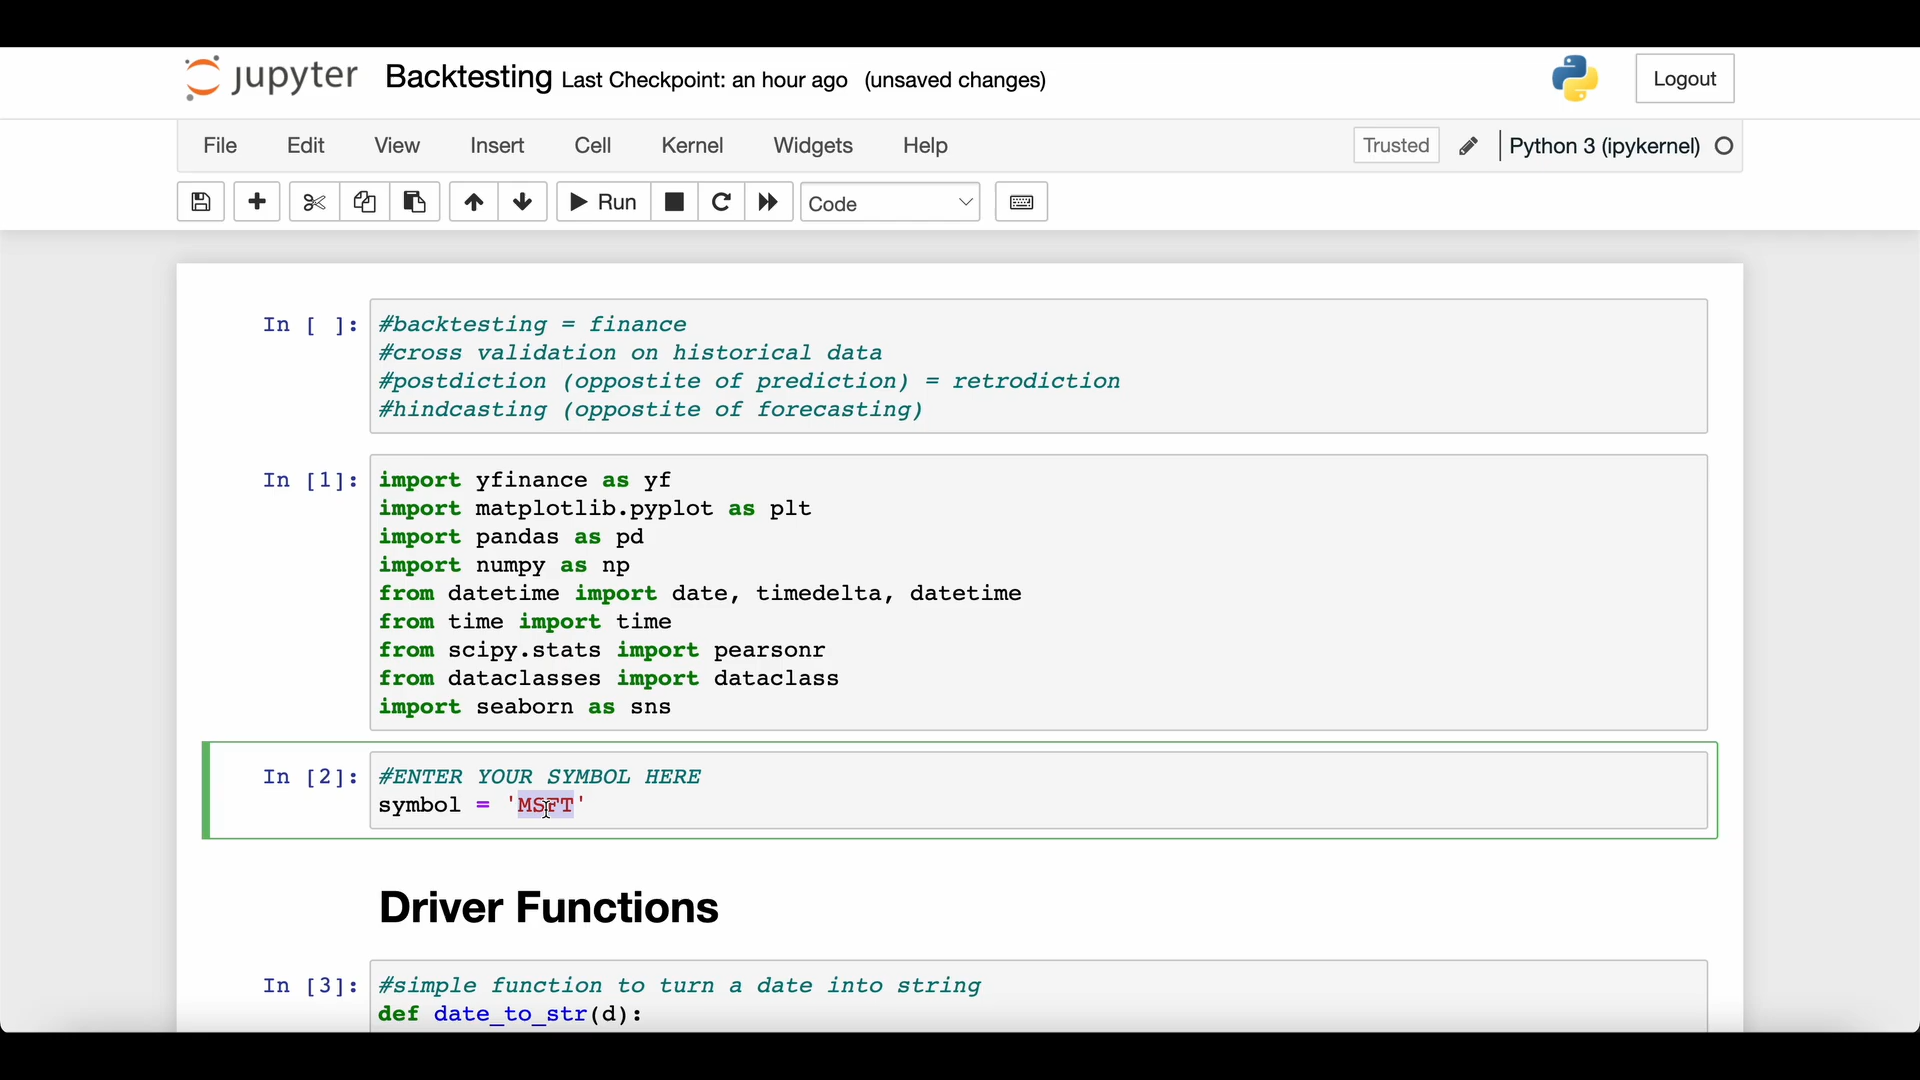 jupyter Backtesting Last Checkpoint: an hour ago (unsaved changes) Logout
File Edit View Insert Cell Kernel Widgets Help Trusted Python 3 (ipykernel)
Run Code
In [ ]: #backtesting = finance
#cross validation on historical data
#postdiction (oppostite of prediction) = retrodiction
#hindcasting (oppostite of forecasting)
In [1]: import yfinance as yf
import matplotlib.pyplot as plt
import pandas as pd
import numpy as np
from datetime import date, timedelta, datetime
from time import time
from scipy.stats import pearsonr
from dataclasses import dataclass
import seaborn as sns
In [2]: #ENTER YOUR SYMBOL HERE
symbol = 'MSFT'
Driver Functions
In [3]: #simple function to turn a date into string
def date_to_str(d):